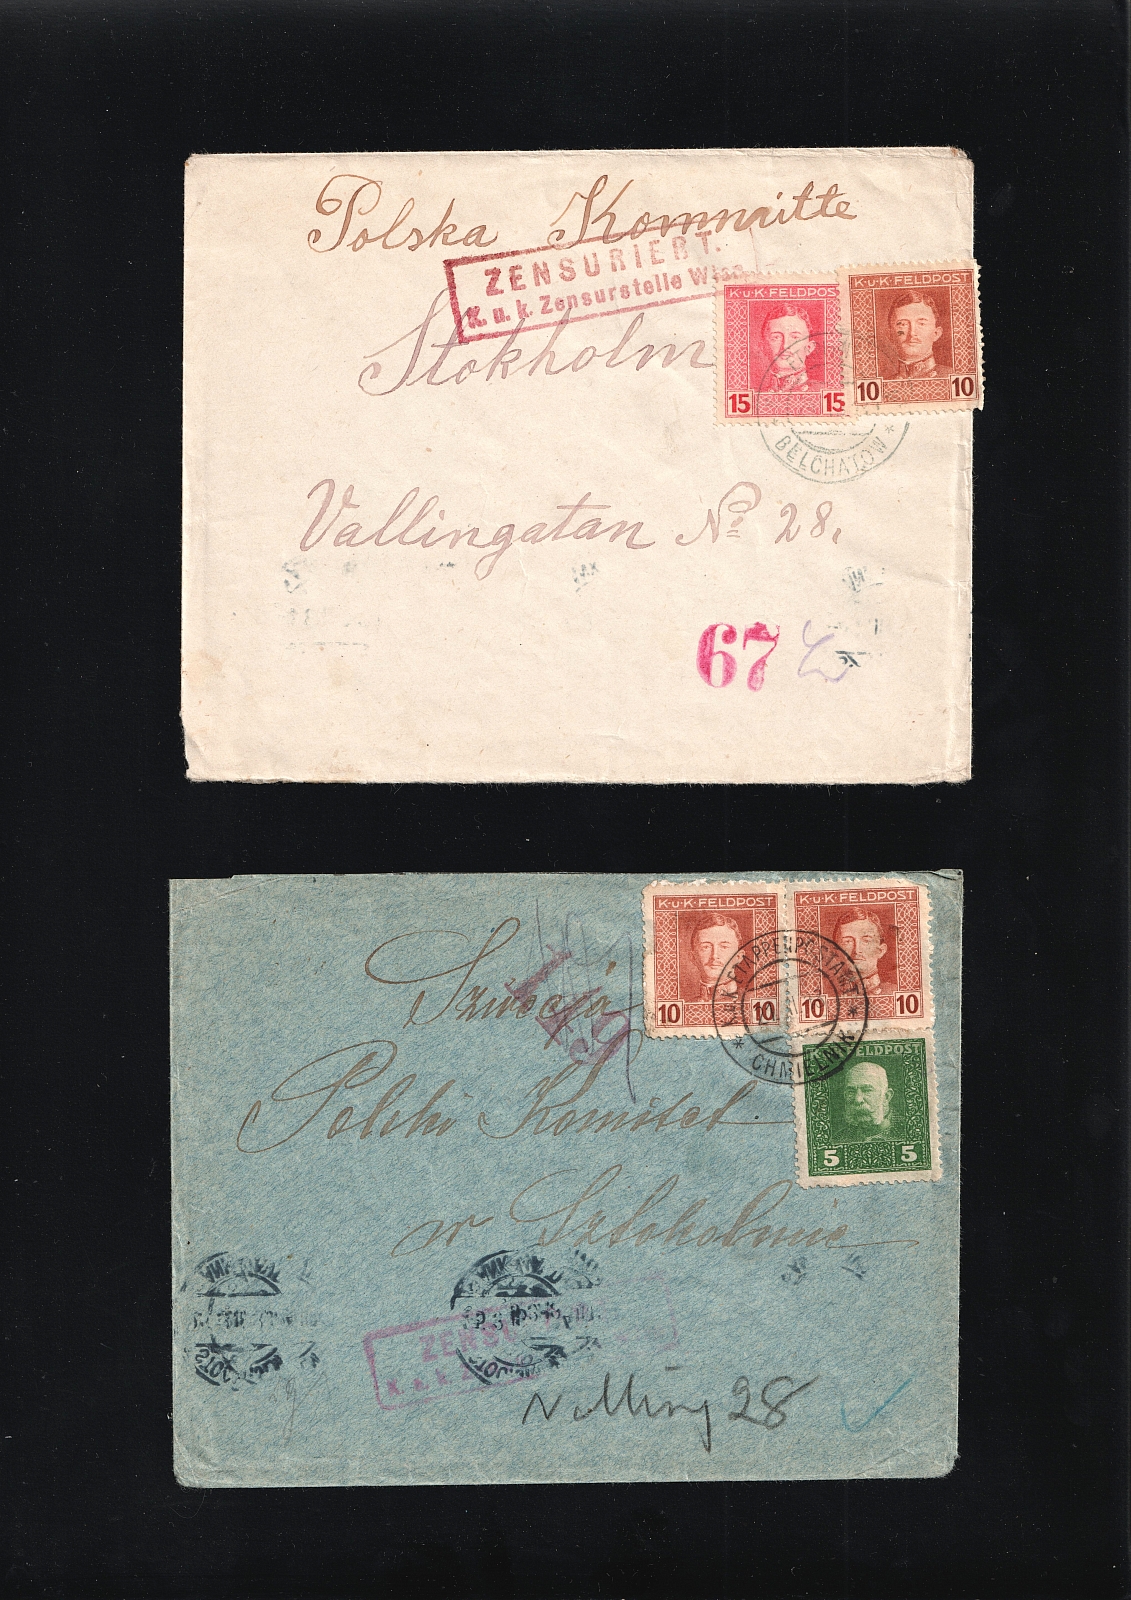 Polska Kommitte
ZENSURIERT.
K. u. k. Zensurstelle Wien
Stokholm
K·u·K·FELDPOST
15 15
K·u·K·FELDPOST
10 10
* BELCHATOW *
Vallingatan No 28.
67
K·u·K·FELDPOST
10 10
K·u·K·FELDPOST
10 10
Szwecja
K.u.K. ETAPPENPOSTAMT
* CHMIELNIK *
FELDPOST
5 5
Polski Komitet
w Sztokholmie
ZENSU
K. u. k. Z
Valling 28